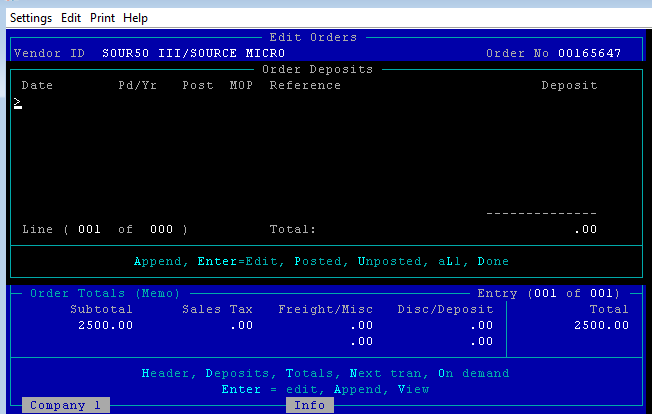 Settings Edit Print Help
Edit Orders
Vendor ID SOUR50 III/SOURCE MICRO Order No 00165647
Order Deposits
Date Pd/Yr Post MOP Reference Deposit
>
--------------
Line ( 001 of 000 ) Total: .00
Append, Enter=Edit, Posted, Unposted, aLl, Done
Order Totals (Memo) Entry (001 of 001)
Subtotal Sales Tax Freight/Misc Disc/Deposit Total
2500.00 .00 .00 .00 2500.00
.00 .00
Header, Deposits, Totals, Next tran, On demand
Enter = edit, Append, View
Company 1 Info